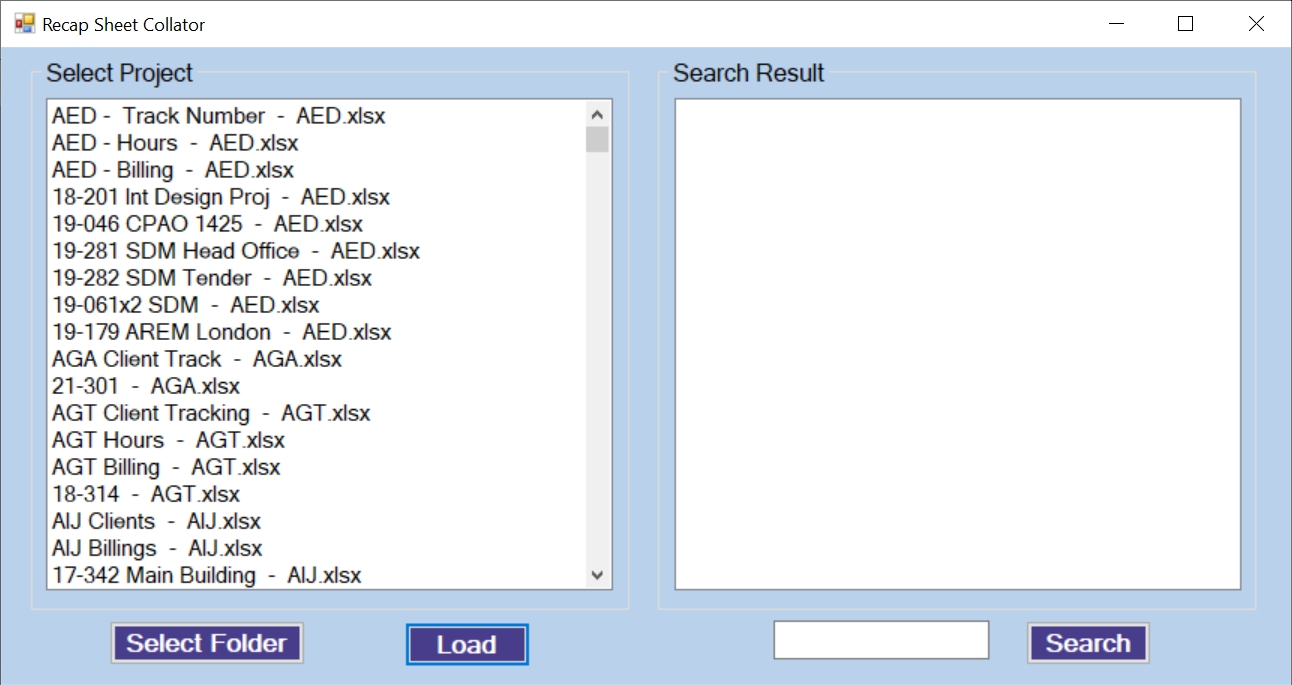 Recap Sheet Collator
Select Project
AED -  Track Number  -  AED.xlsx
AED - Hours  -  AED.xlsx
AED - Billing  -  AED.xlsx
18-201 Int Design Proj  -  AED.xlsx
19-046 CPAO 1425  -  AED.xlsx
19-281 SDM Head Office  -  AED.xlsx
19-282 SDM Tender  -  AED.xlsx
19-061x2 SDM  -  AED.xlsx
19-179 AREM London  -  AED.xlsx
AGA Client Track  -  AGA.xlsx
21-301  -  AGA.xlsx
AGT Client Tracking  -  AGT.xlsx
AGT Hours  -  AGT.xlsx
AGT Billing  -  AGT.xlsx
18-314  -  AGT.xlsx
AIJ Clients  -  AIJ.xlsx
AIJ Billings  -  AIJ.xlsx
17-342 Main Building  -  AIJ.xlsx
Select Folder
Load
Search Result
Search